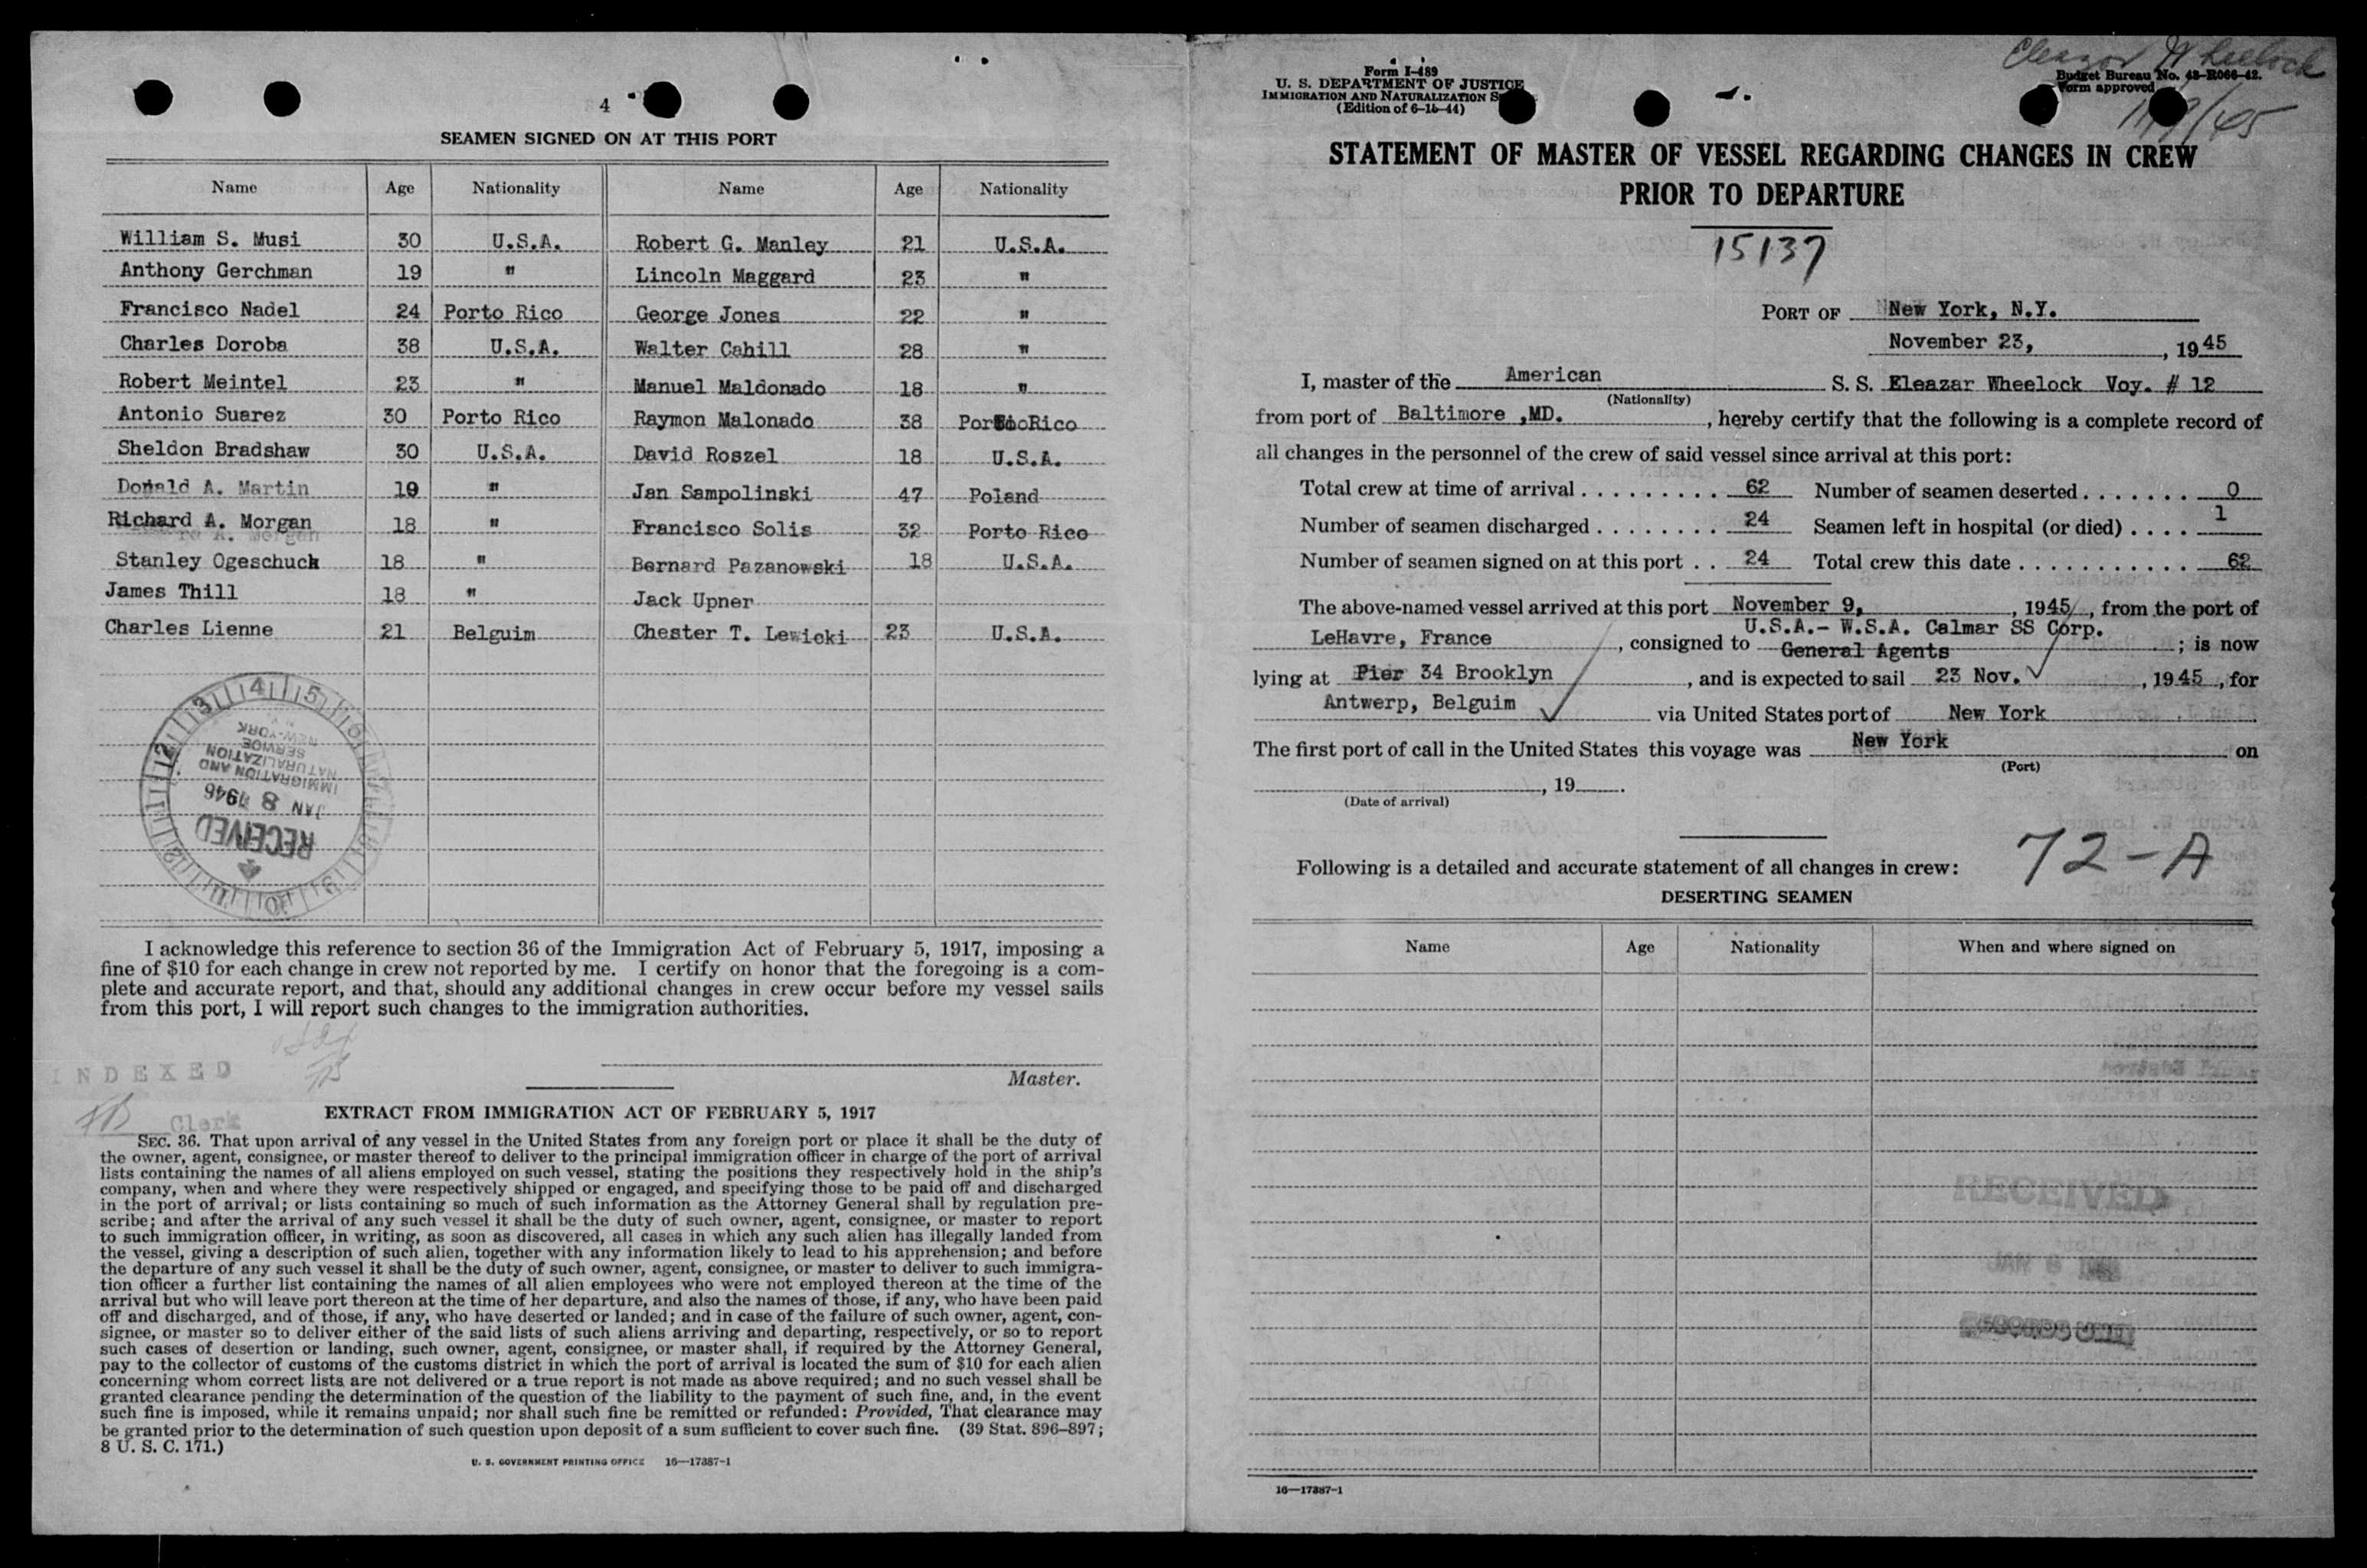 4
SEAMEN SIGNED ON AT THIS PORT
Name Age Nationality Name Age Nationality
William S. Musi 30 U.S.A. Robert G. Manley 21 U.S.A.
Anthony Gerchman 19 " Lincoln Maggard 23 "
Francisco Nadel 24 Porto Rico George Jones 22 "
Charles Doroba 38 U.S.A. Walter Cahill 28 "
Robert Meintel 23 " Manuel Maldonado 18 "
Antonio Suarez 30 Porto Rico Raymon Malonado 38 Porto Rico
Sheldon Bradshaw 30 U.S.A. David Roszel 18 U.S.A.
Donald A. Martin " Jan Sampolinski 47 Poland
Richard A. Morgan 18 " Francisco Solis 32 Porto Rico
Stanley Ogeschuck 18 " Bernard Pazanowski 18 U.S.A.
James Thill 18 " Jack Upner
Charles Lienne 21 Belguim Chester T. Lewicki 23 U.S.A.
NEW YORK
SERVICE
NATURALIZATION
IMMIGRATION AND
JAN 8 1946
RECEIVED
I acknowledge this reference to section 36 of the Immigration Act of February 5, 1917, imposing a
fine of $10 for each change in crew not reported by me. I certify on honor that the foregoing is a com-
plete and accurate report, and that, should any additional changes in crew occur before my vessel sails
from this port, I will report such changes to the immigration authorities.
INDEXED
Master.
Clerk
EXTRACT FROM IMMIGRATION ACT OF FEBRUARY 5, 1917
SEC. 36. That upon arrival of any vessel in the United States from any foreign port or place it shall be the duty of
the owner, agent, consignee, or master thereof to deliver to the principal immigration officer in charge of the port of arrival
lists containing the names of all aliens employed on such vessel, stating the positions they respectively hold in the ship's
company, when and where they were respectively shipped or engaged, and specifying those to be paid off and discharged
in the port of arrival; or lists containing so much of such information as the Attorney General shall by regulation pre-
scribe; and after the arrival of any such vessel it shall be the duty of such owner, agent, consignee, or master to report
to such immigration officer, in writing, as soon as discovered, all cases in which any such alien has illegally landed from
the vessel, giving a description of such alien, together with any information likely to lead to his apprehension; and before
the departure of any such vessel it shall be the duty of such owner, agent, consignee, or master to deliver to such immigra-
tion officer a further list containing the names of all alien employees who were not employed thereon at the time of the
arrival but who will leave port thereon at the time of her departure, and also the names of those, if any, who have been paid
off and discharged, and of those, if any, who have deserted or landed; and in case of the failure of such owner, agent, con-
signee, or master so to deliver either of the said lists of such aliens arriving and departing, respectively, or so to report
such cases of desertion or landing, such owner, agent, consignee, or master shall, if required by the Attorney General,
pay to the collector of customs of the customs district in which the port of arrival is located the sum of $10 for each alien
concerning whom correct lists are not delivered or a true report is not made as above required; and no such vessel shall be
granted clearance pending the determination of the question of the liability to the payment of such fine, and, in the event
such fine is imposed, while it remains unpaid; nor shall such fine be remitted or refunded: Provided, That clearance may
be granted prior to the determination of such question upon deposit of a sum sufficient to cover such fine. (39 Stat. 896–897;
8 U. S. C. 171.)
U. S. GOVERNMENT PRINTING OFFICE 16—17387-1
Eleazor Wheelock
Form I-489
U. S. DEPARTMENT OF JUSTICE
IMMIGRATION AND NATURALIZATION
(Edition of 6-15-44)
Budget Bureau No. 43-R066-42.
Form approved
STATEMENT OF MASTER OF VESSEL REGARDING CHANGES IN CREW
PRIOR TO DEPARTURE
15137
PORT OF New York, N.Y.
November 23, , 1945
I, master of the American S. S. Eleazar Wheelock Voy. # 12
(Nationality)
from port of Baltimore ,MD. , hereby certify that the following is a complete record of
all changes in the personnel of the crew of said vessel since arrival at this port:
Total crew at time of arrival . . . . . . . . . 62 Number of seamen deserted . . . . . . . 0
Number of seamen discharged . . . . . . . . 24 Seamen left in hospital (or died) . . . . 1
Number of seamen signed on at this port . . 24 Total crew this date . . . . . . . . . . . 62
The above-named vessel arrived at this port November 9, , 1945 , from the port of
LeHavre, France , consigned to U.S.A.- W.S.A. Calmar SS Corp. General Agents ; is now
lying at Pier 34 Brooklyn , and is expected to sail 23 Nov. , 1945 , for
Antwerp, Belguim via United States port of New York
The first port of call in the United States this voyage was New York on
(Port)
, 19 .
(Date of arrival)
72-A
Following is a detailed and accurate statement of all changes in crew:
DESERTING SEAMEN
Name Age Nationality When and where signed on
RECEIVED
JAN 8
RECORDS UNIT
16—17387-1